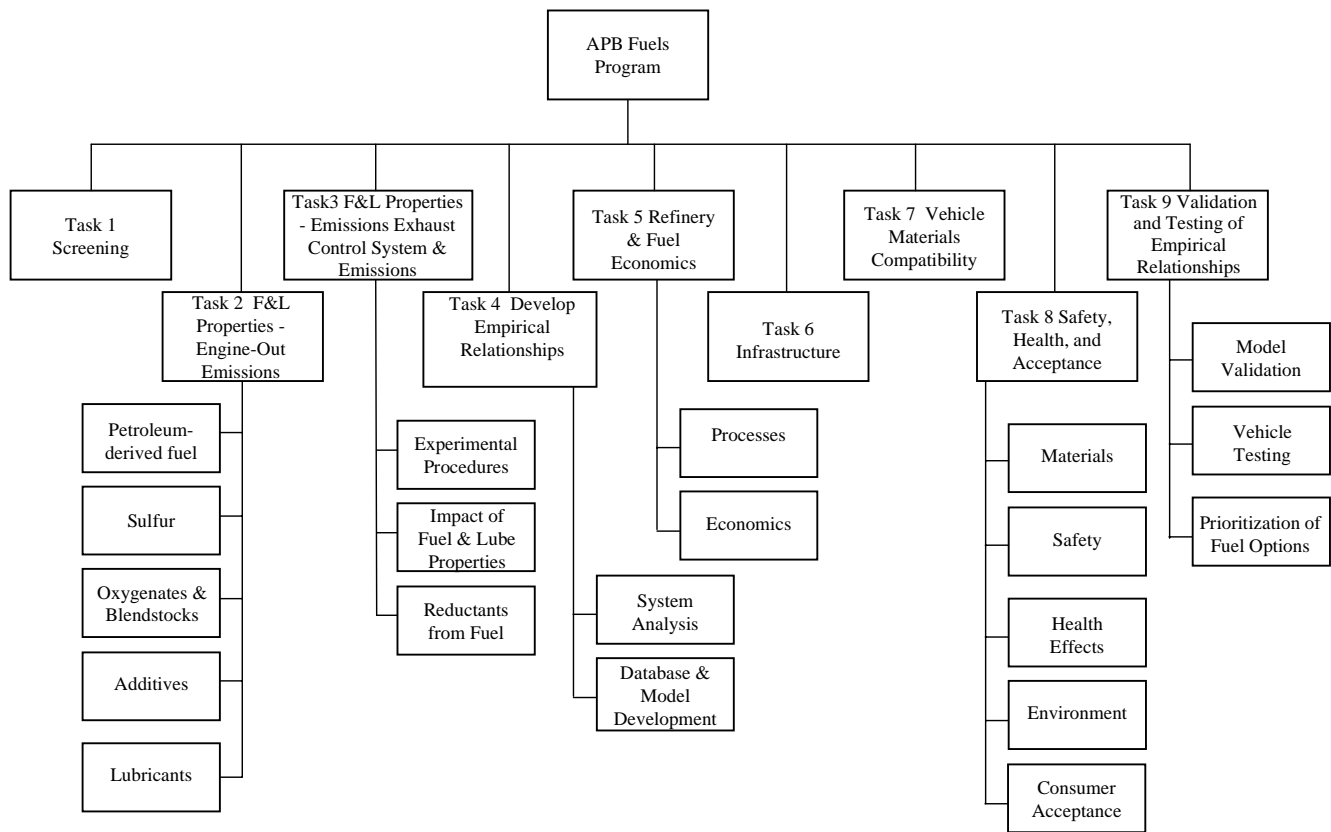 APB Fuels
Program
Task 1
Screening
Task 2  F&L
Properties -
Engine-Out
Emissions
Petroleum-
derived fuel
Sulfur
Oxygenates &
Blendstocks
Additives
Lubricants
Task3 F&L Properties
- Emissions Exhaust
Control System &
Emissions
Experimental
Procedures
Impact of
Fuel & Lube
Properties
Reductants
from Fuel
Task 4  Develop
Empirical
Relationships
System
Analysis
Database &
Model
Development
Task 5 Refinery
& Fuel
Economics
Processes
Economics
Task 6
Infrastructure
Task 7  Vehicle
Materials
Compatibility
Task 8 Safety,
Health, and
Acceptance
Materials
Safety
Health
Effects
Environment
Consumer
Acceptance
Task 9 Validation
and Testing of
Empirical
Relationships
Model
Validation
Vehicle
Testing
Prioritization of
Fuel Options